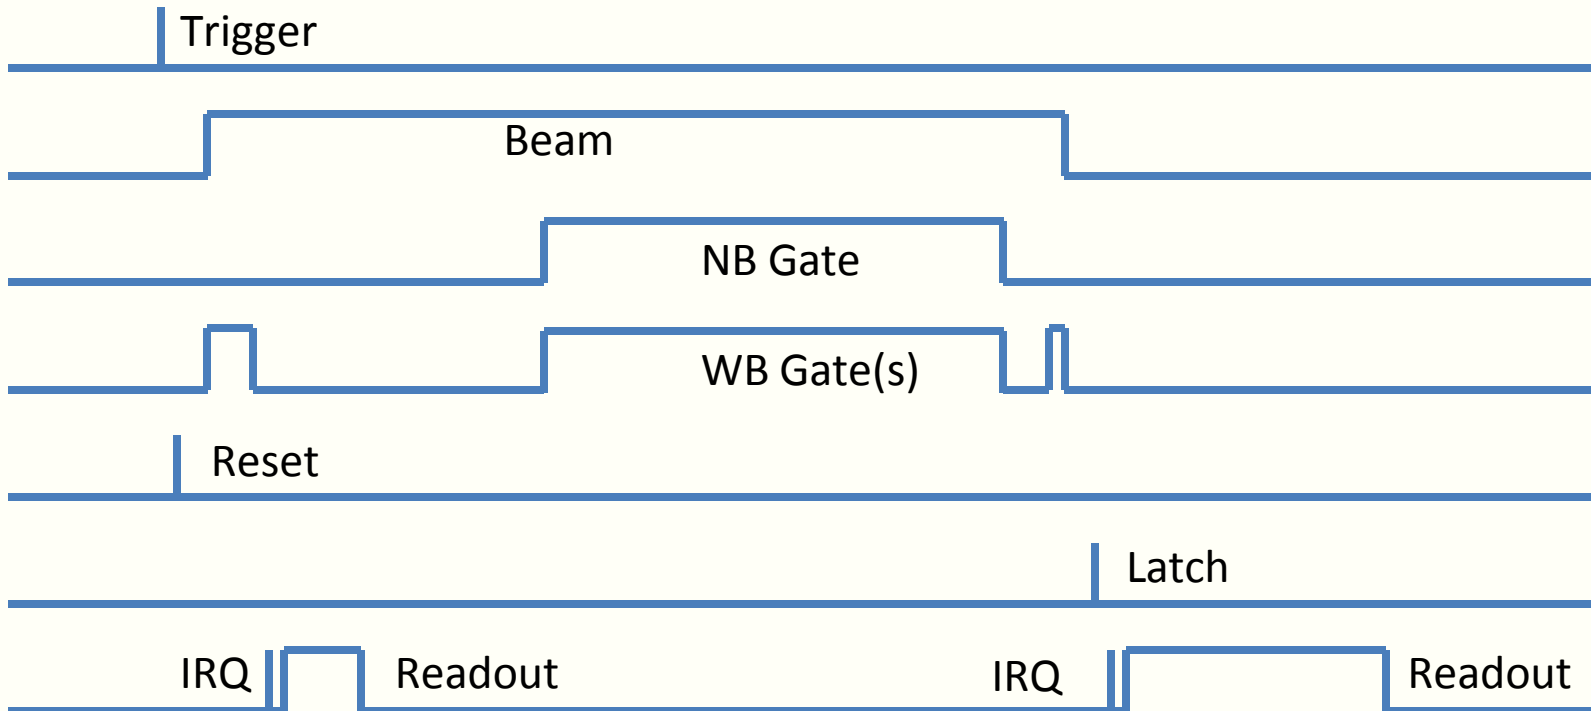 Trigger
Beam
NB Gate
WB Gate(s)
Reset
Latch
IRQ Readout IRQ Readout